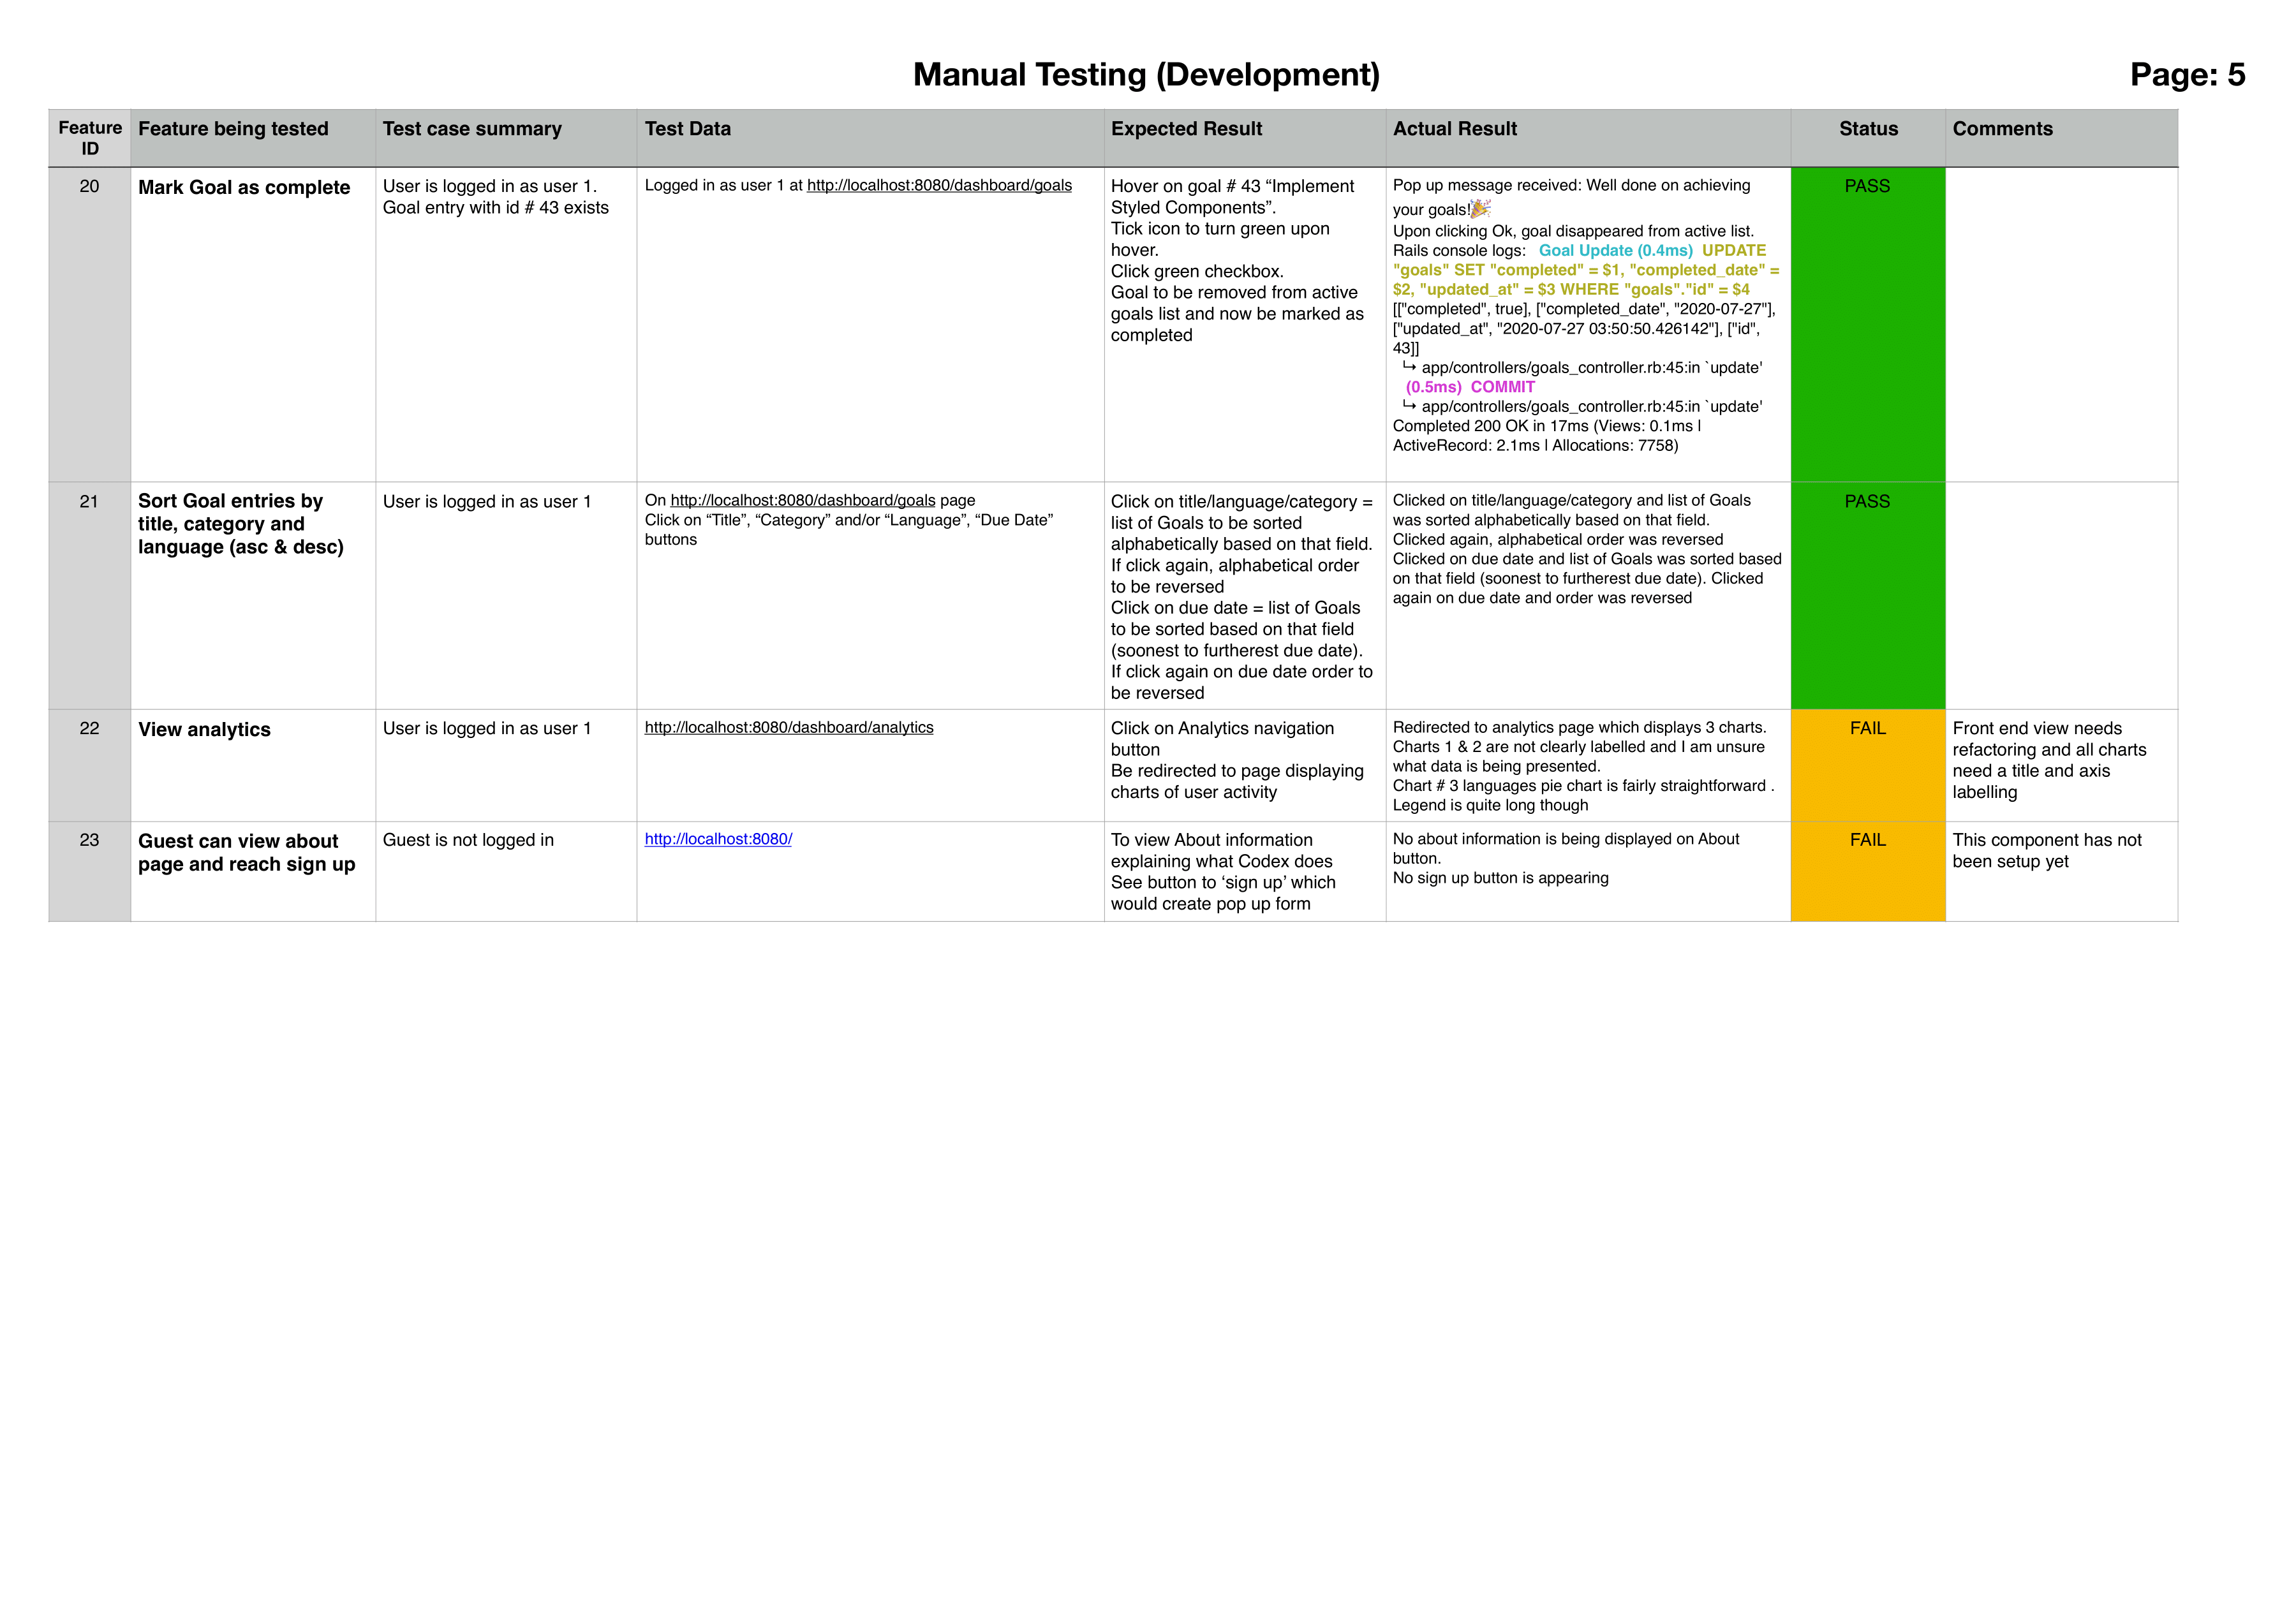 Manual Testing (Development)
Page: 5
Feature ID
Feature being tested
Test case summary
Test Data
Expected Result
Actual Result
Status
Comments
20
Mark Goal as complete
User is logged in as user 1.
Goal entry with id # 43 exists
Logged in as user 1 at http://localhost:8080/dashboard/goals
Hover on goal # 43 “Implement
Styled Components”.
Tick icon to turn green upon
hover.
Click green checkbox.
Goal to be removed from active
goals list and now be marked as
completed
Pop up message received: Well done on achieving
your goals!🎉
Upon clicking Ok, goal disappeared from active list.
Rails console logs:   Goal Update (0.4ms)  UPDATE
"goals" SET "completed" = $1, "completed_date" =
$2, "updated_at" = $3 WHERE "goals"."id" = $4
[["completed", true], ["completed_date", "2020-07-27"],
["updated_at", "2020-07-27 03:50:50.426142"], ["id",
43]]
↳ app/controllers/goals_controller.rb:45:in `update'
(0.5ms)  COMMIT
↳ app/controllers/goals_controller.rb:45:in `update'
Completed 200 OK in 17ms (Views: 0.1ms |
ActiveRecord: 2.1ms | Allocations: 7758)
PASS
21
Sort Goal entries by
title, category and
language (asc & desc)
User is logged in as user 1
On http://localhost:8080/dashboard/goals page
Click on “Title”, “Category” and/or “Language”, “Due Date”
buttons
Click on title/language/category =
list of Goals to be sorted
alphabetically based on that field.
If click again, alphabetical order
to be reversed
Click on due date = list of Goals
to be sorted based on that field
(soonest to furtherest due date).
If click again on due date order to
be reversed
Clicked on title/language/category and list of Goals
was sorted alphabetically based on that field.
Clicked again, alphabetical order was reversed
Clicked on due date and list of Goals was sorted based
on that field (soonest to furtherest due date). Clicked
again on due date and order was reversed
PASS
22
View analytics
User is logged in as user 1
http://localhost:8080/dashboard/analytics
Click on Analytics navigation
button
Be redirected to page displaying
charts of user activity
Redirected to analytics page which displays 3 charts.
Charts 1 & 2 are not clearly labelled and I am unsure
what data is being presented.
Chart # 3 languages pie chart is fairly straightforward .
Legend is quite long though
FAIL
Front end view needs
refactoring and all charts
need a title and axis
labelling
23
Guest can view about
page and reach sign up
Guest is not logged in
http://localhost:8080/
To view About information
explaining what Codex does
See button to ‘sign up’ which
would create pop up form
No about information is being displayed on About
button.
No sign up button is appearing
FAIL
This component has not
been setup yet